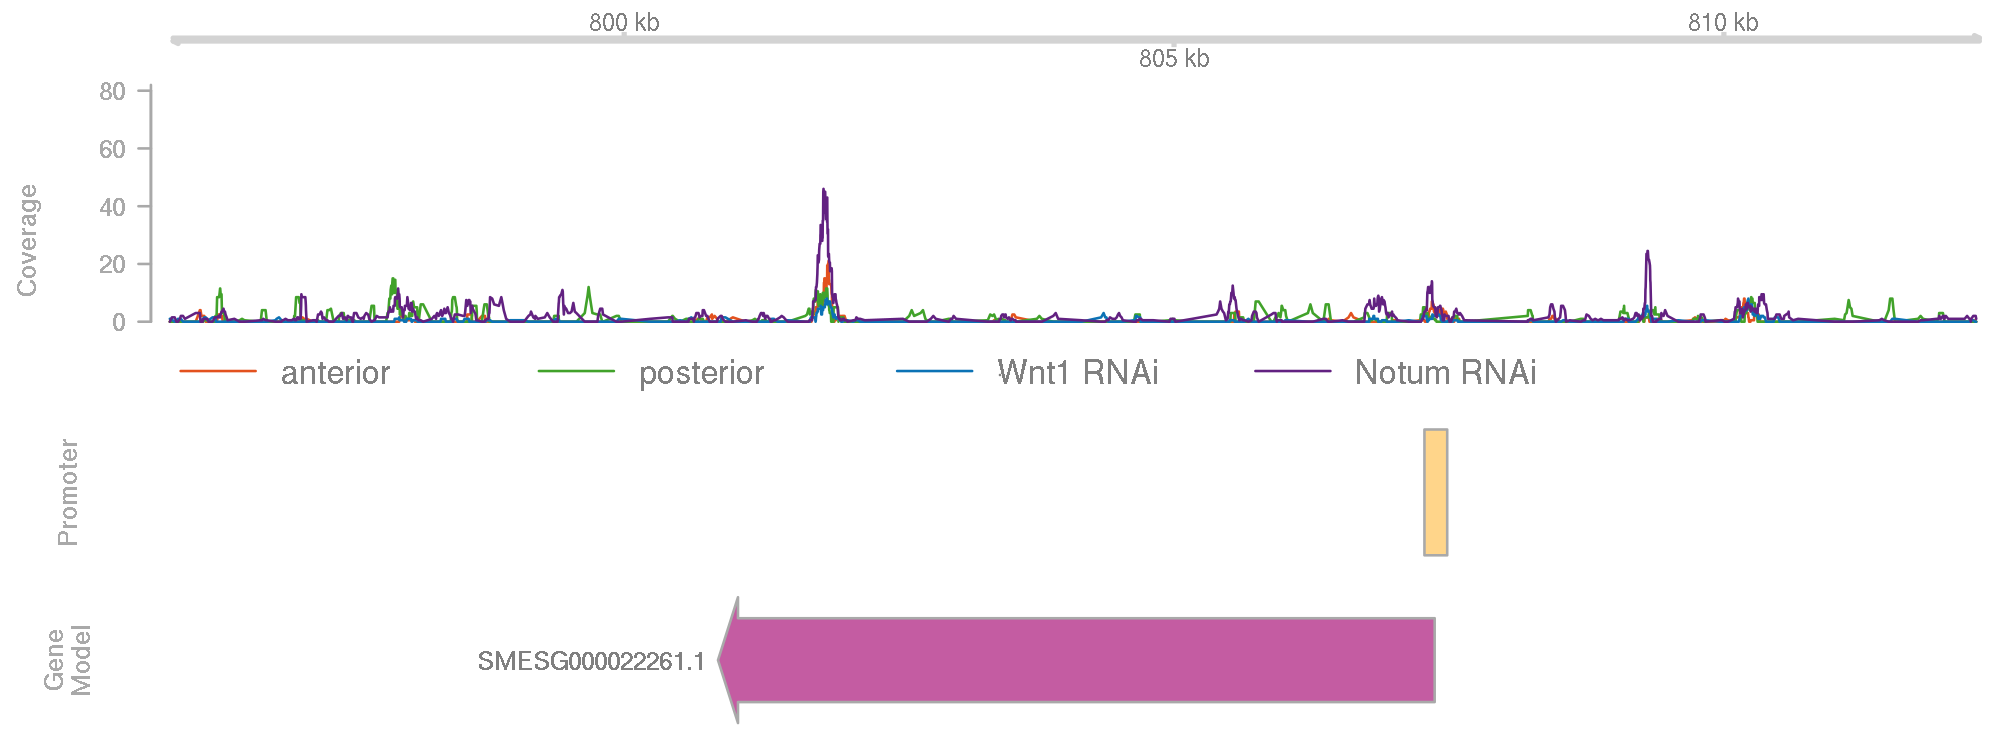 800 kb
810 kb
805 kb
80
60
40
20
0
Coverage
anterior
posterior
Wnt1 RNAi
Notum RNAi
Promoter
Gene
Model
SMESG000022261.1